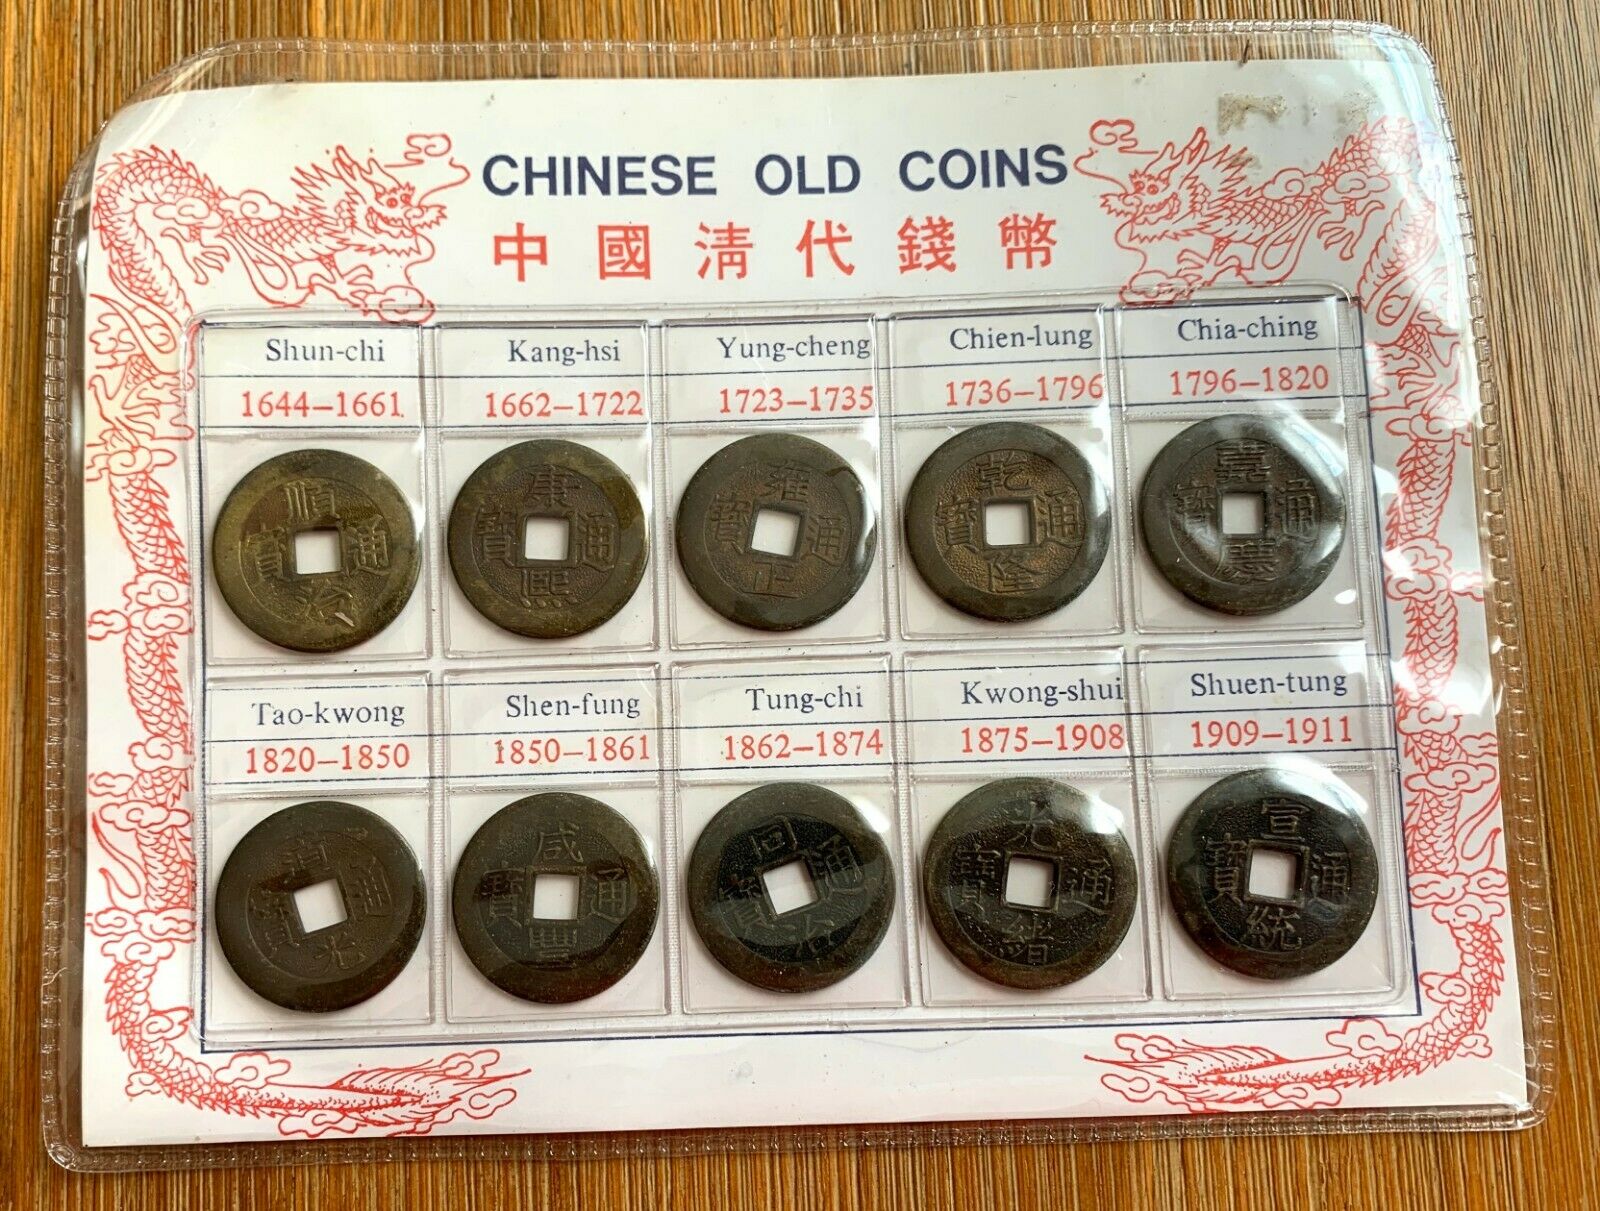 CHINESE OLD COINS
中國清代錢幣
Shun-chi Kang-hsi Yung-cheng Chien-lung Chia-ching
1644–1661 1662–1722 1723–1735 1736–1796 1796–1820
順治通寶 康熙通寶 雍正通寶 乾隆通寶 嘉慶通寶
Tao-kwong Shen-fung Tung-chi Kwong-shui Shuen-tung
1820–1850 1850–1861 1862–1874 1875–1908 1909–1911
道光通寶 咸豐通寶 同治通寶 光緒通寶 宣統通寶